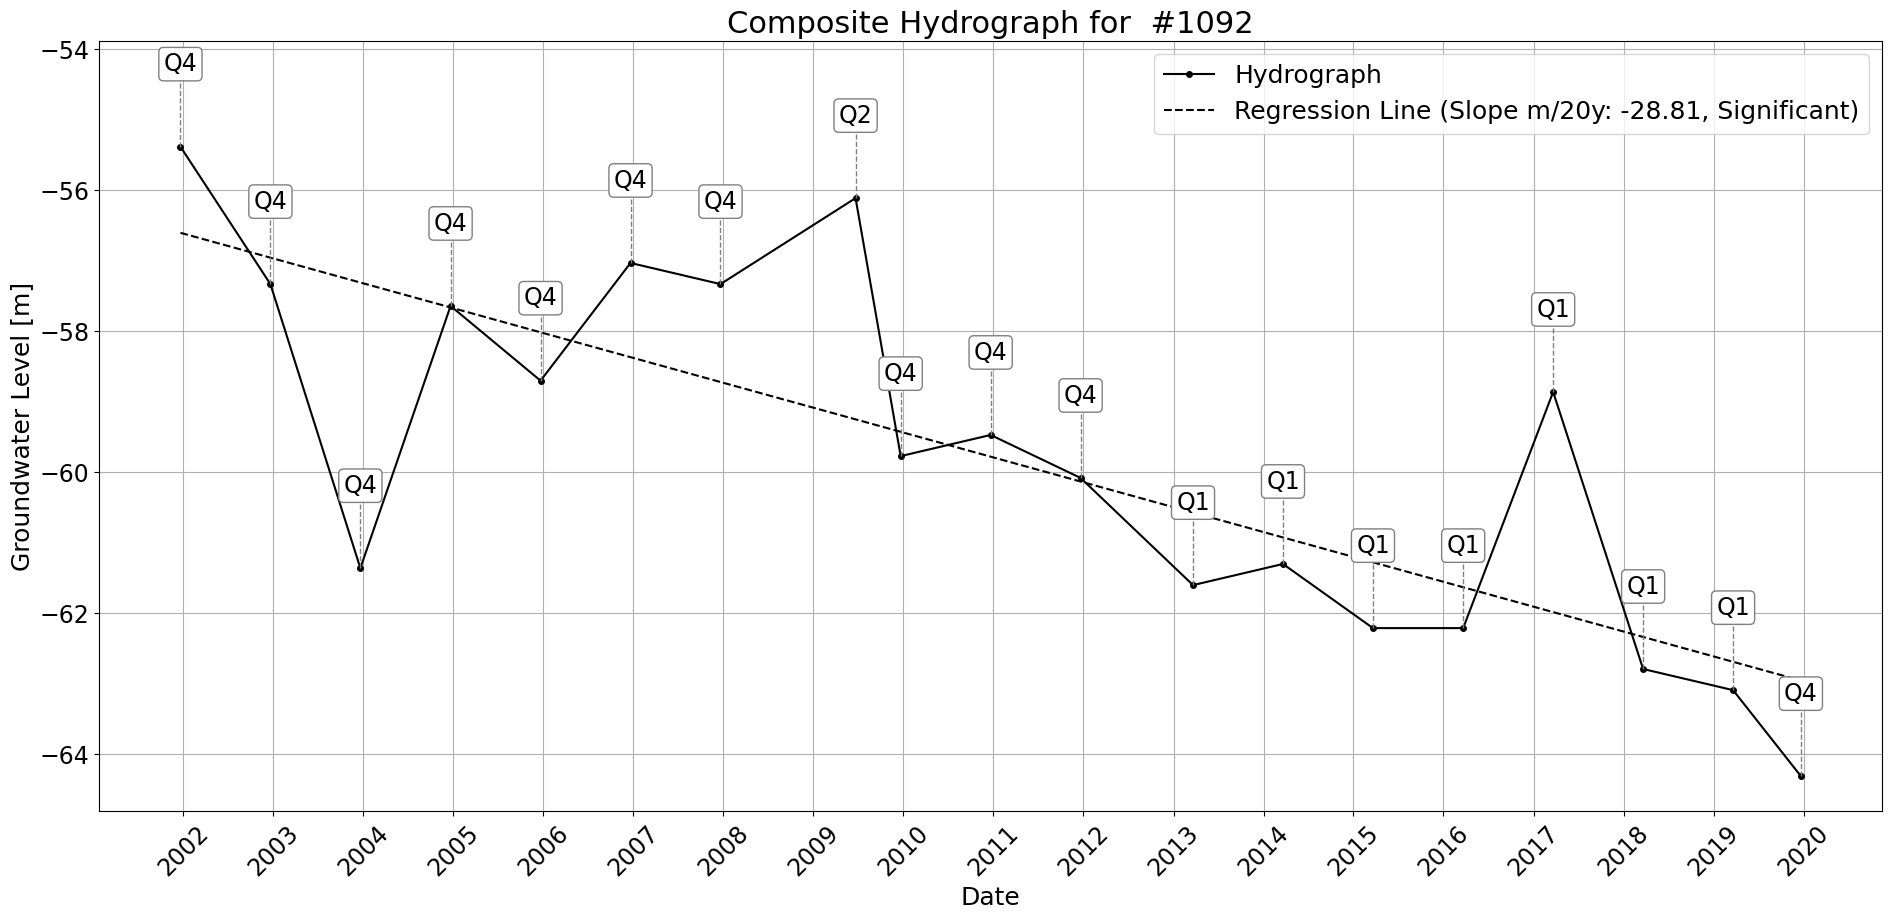 Composite Hydrograph for  #1092
Hydrograph
Regression Line (Slope m/20y: -28.81, Significant)
Groundwater Level [m]
−54
−56
−58
−60
−62
−64
Q4
Q4
Q4
Q4
Q4
Q4
Q4
Q2
Q4
Q4
Q4
Q1
Q1
Q1
Q1
Q1
Q1
Q1
Q4
2002
2003
2004
2005
2006
2007
2008
2009
2010
2011
2012
2013
2014
2015
2016
2017
2018
2019
2020
Date